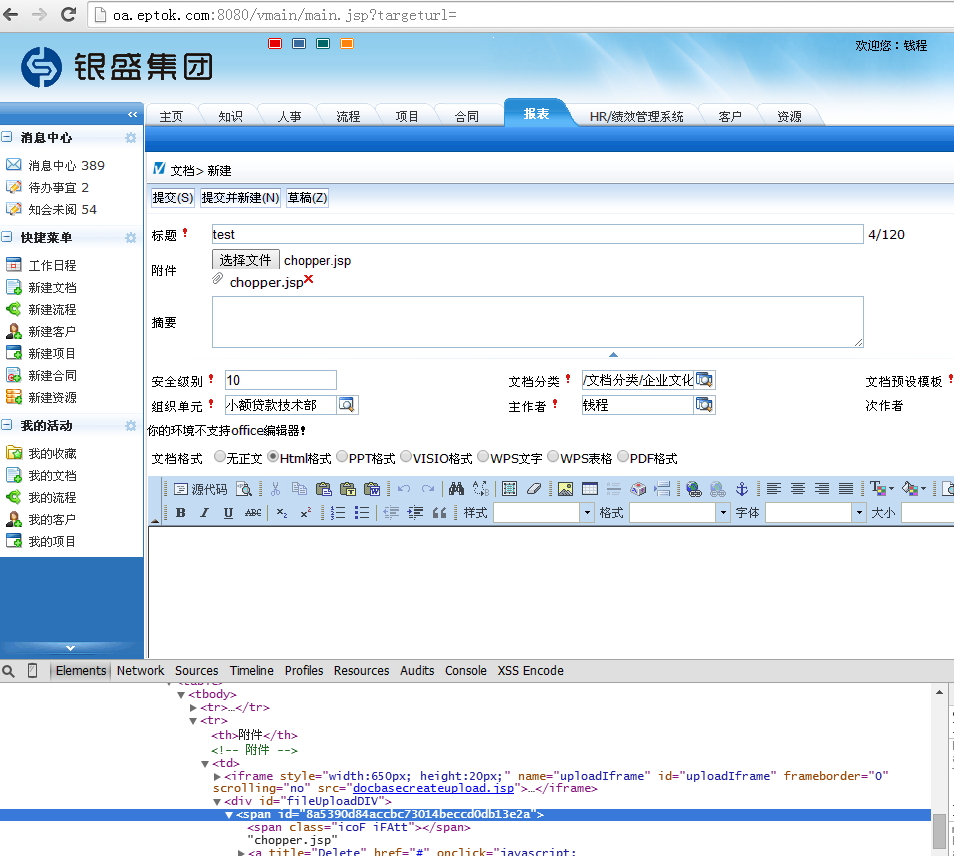 oa.eptok.com:8080/vmain/main.jsp?targeturl=
欢迎您：钱程
银盛集团
«
主页 知识 人事 流程 项目 合同 报表 HR/绩效管理系统 客户 资源
消息中心
消息中心 389
待办事宜 2
知会未阅 54
快捷菜单
工作日程
新建文档
新建流程
新建客户
新建项目
新建合同
新建资源
我的活动
我的收藏
我的文档
我的流程
我的客户
我的项目
文档> 新建
提交(S) 提交并新建(N) 草稿(Z)
标题 ! test 4/120
附件 选择文件 chopper.jsp
chopper.jsp
摘要
安全级别 ! 10 文档分类 ! /文档分类/企业文化 文档预设模板 !
组织单元 ! 小额贷款技术部 主作者 ! 钱程 次作者
你的环境不支持office编辑器!
文档格式 无正文 Html格式 PPT格式 VISIO格式 WPS文字 WPS表格 PDF格式
源代码
B I U ABC x₂ x² 样式 格式 字体 大小
Elements Network Sources Timeline Profiles Resources Audits Console XSS Encode
<tbody>
<tr>…</tr>
<tr>
<th>附件</th>
<!-- 附件 -->
<td>
<iframe style="width:650px; height:20px;" name="uploadIframe" id="uploadIframe" frameborder="0"
scrolling="no" src="docbasecreateupload.jsp">…</iframe>
<div id="fileUploadDIV">
<span id="8a5390d84accbc73014beccd0db13e2a">
<span class="icoF iFAtt"></span>
"chopper.jsp"
<a title="Delete" href="#" onclick="javascript: